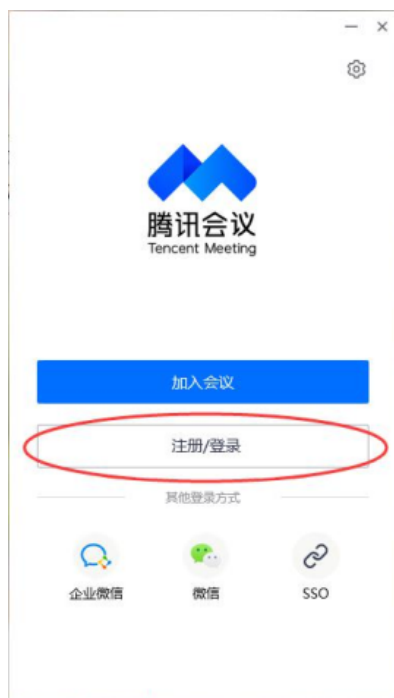 腾讯会议
Tencent Meeting
加入会议
注册/登录
其他登录方式
企业微信
微信
SSO